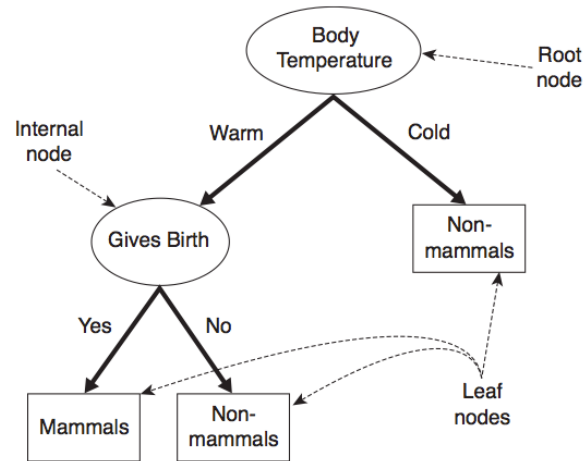 Body
Temperature
Root
node
Internal
node
Warm
Cold
Gives Birth
Non-
mammals
Yes
No
Mammals
Non-
mammals
Leaf
nodes